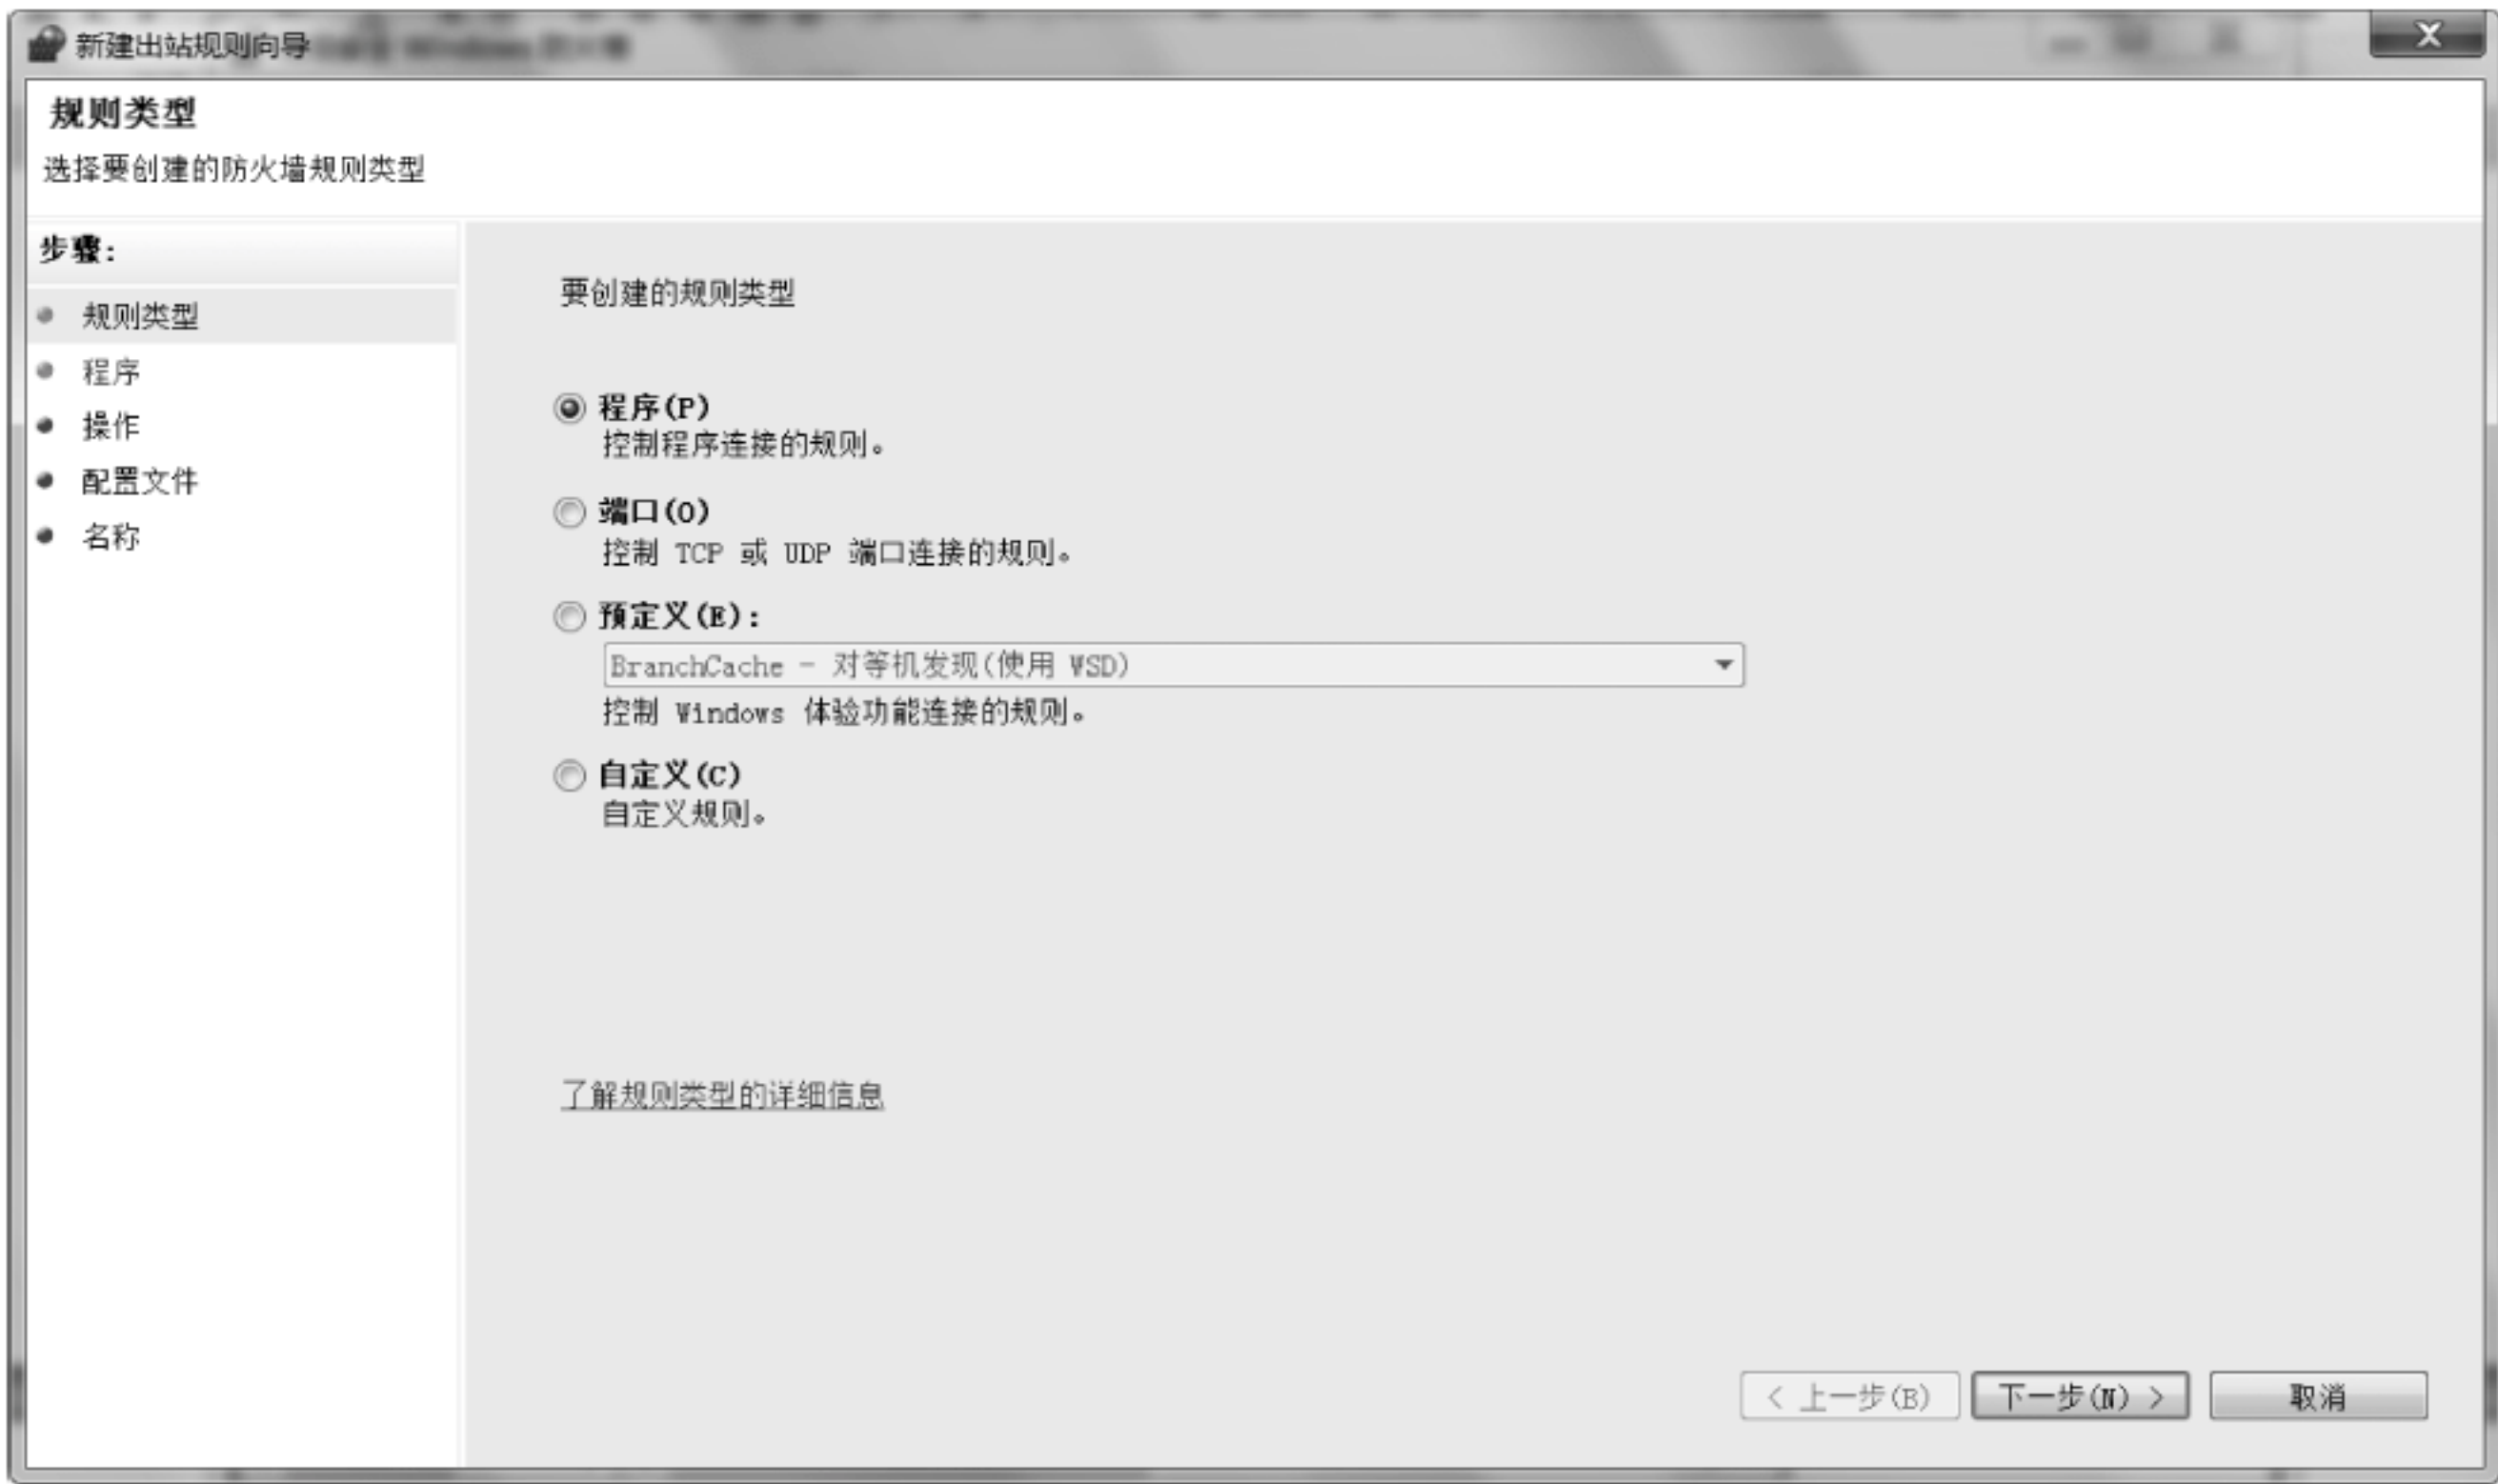 新建出站规则向导
规则类型
选择要创建的防火墙规则类型
步骤:
规则类型
程序
操作
配置文件
名称
要创建的规则类型
程序(P)
控制程序连接的规则。
端口(O)
控制 TCP 或 UDP 端口连接的规则。
预定义(E):
BranchCache - 对等机发现(使用 WSD)
控制 Windows 体验功能连接的规则。
自定义(C)
自定义规则。
了解规则类型的详细信息
< 上一步(B)
下一步(N) >
取消